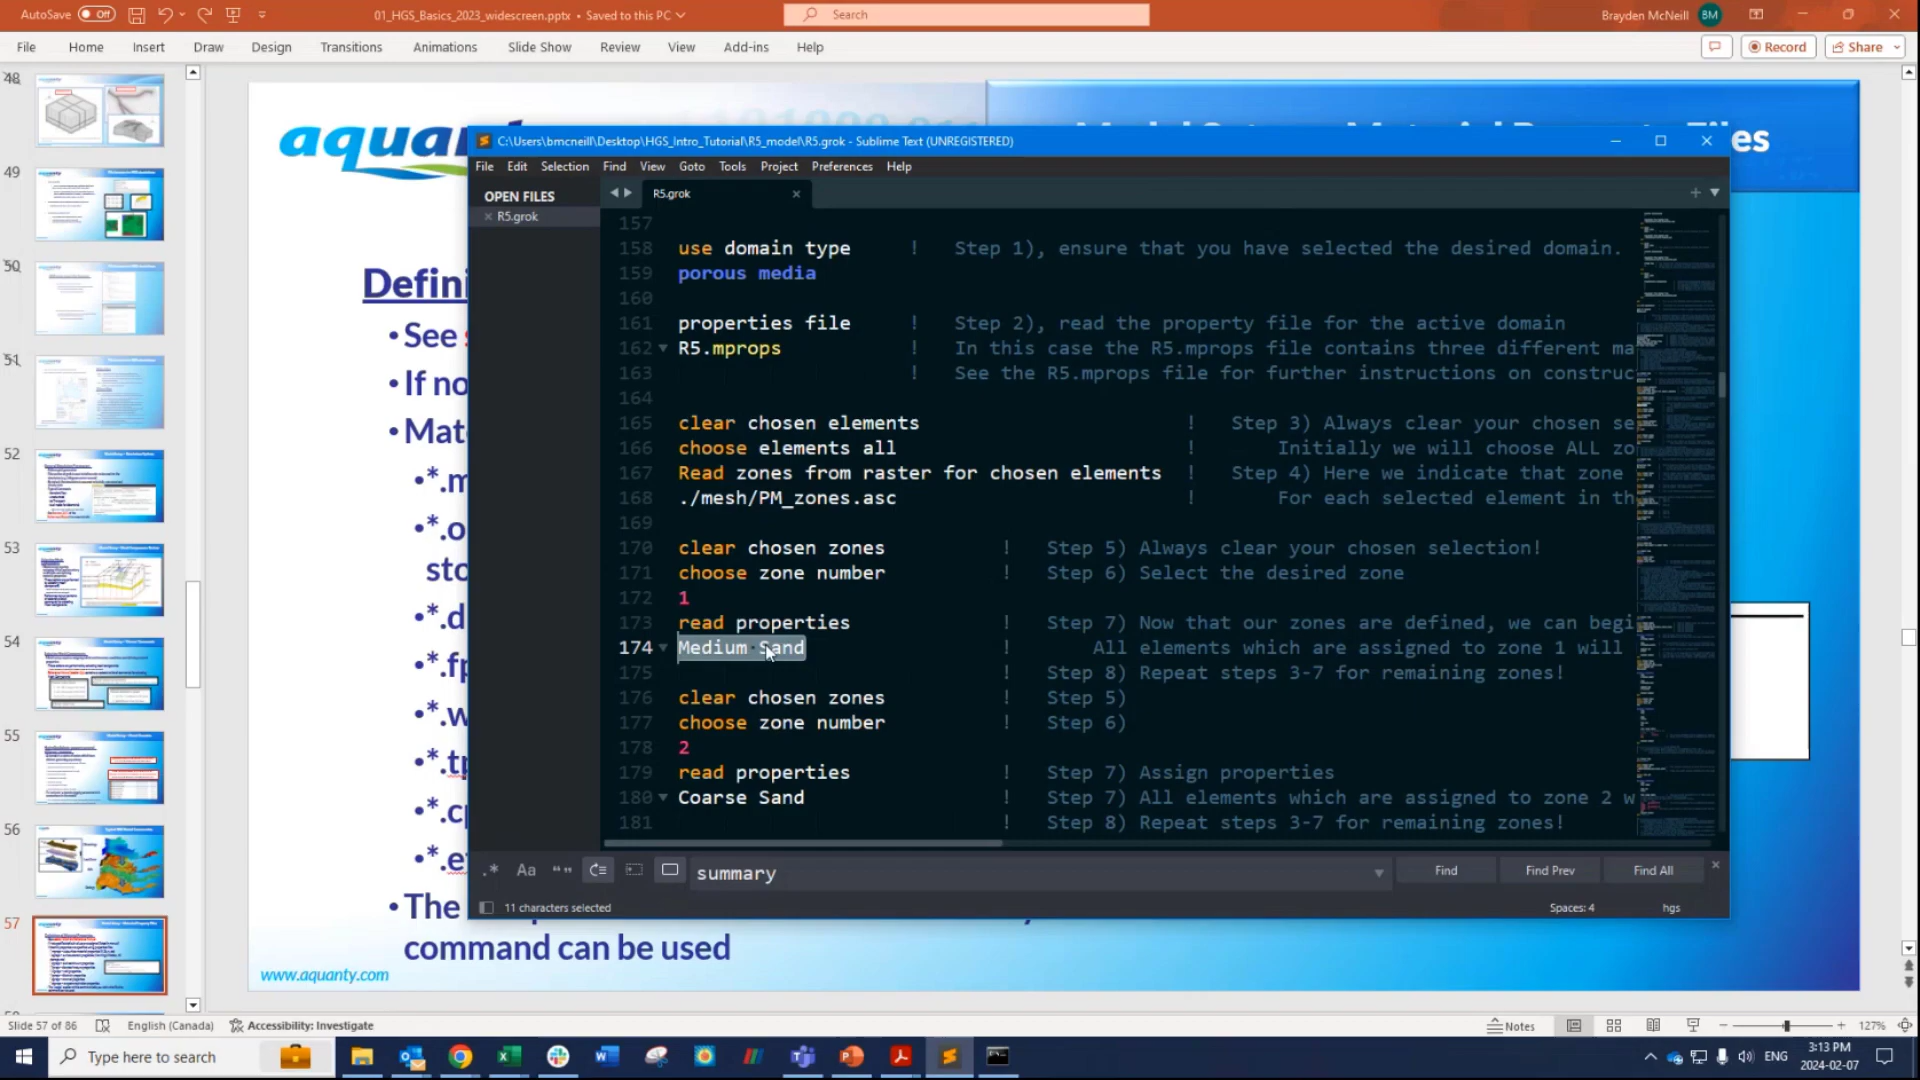 AutoSave Off
01_HGS_Basics_2023_widescreen.pptx • Saved to this PC
Search
Brayden McNeill BM
File Home Insert Draw Design Transitions Animations Slide Show Review View Add-ins Help
Record Share
48
49
50
51
52
53
54
55
56
57
aquan
es
Defini
• See s
• If no
• Mat
• *.m
• *.o
sto
• *.d
• *.fp
• *.w
• *.tp
• *.cp
• *.e
• The
command can be used
www.aquanty.com
C:\Users\bmcneill\Desktop\HGS_Intro_Tutorial\R5_model\R5.grok - Sublime Text (UNREGISTERED)
File Edit Selection Find View Goto Tools Project Preferences Help
OPEN FILES
R5.grok
R5.grok
157
158 use domain type ! Step 1), ensure that you have selected the desired domain.
159 porous media
160
161 properties file ! Step 2), read the property file for the active domain
162 R5.mprops ! In this case the R5.mprops file contains three different ma
163 ! See the R5.mprops file for further instructions on construc
164
165 clear chosen elements ! Step 3) Always clear your chosen se
166 choose elements all ! Initially we will choose ALL zo
167 Read zones from raster for chosen elements ! Step 4) Here we indicate that zone
168 ./mesh/PM_zones.asc ! For each selected element in th
169
170 clear chosen zones ! Step 5) Always clear your chosen selection!
171 choose zone number ! Step 6) Select the desired zone
172 1
173 read properties ! Step 7) Now that our zones are defined, we can begi
174 Medium Sand ! All elements which are assigned to zone 1 will
175 ! Step 8) Repeat steps 3-7 for remaining zones!
176 clear chosen zones ! Step 5)
177 choose zone number ! Step 6)
178 2
179 read properties ! Step 7) Assign properties
180 Coarse Sand ! Step 7) All elements which are assigned to zone 2 w
181 ! Step 8) Repeat steps 3-7 for remaining zones!
.* Aa “” summary Find Find Prev Find All
11 characters selected Spaces: 4 hgs
Slide 57 of 86 English (Canada) Accessibility: Investigate Notes 127%
Type here to search
ENG 3:13 PM
2024-02-07